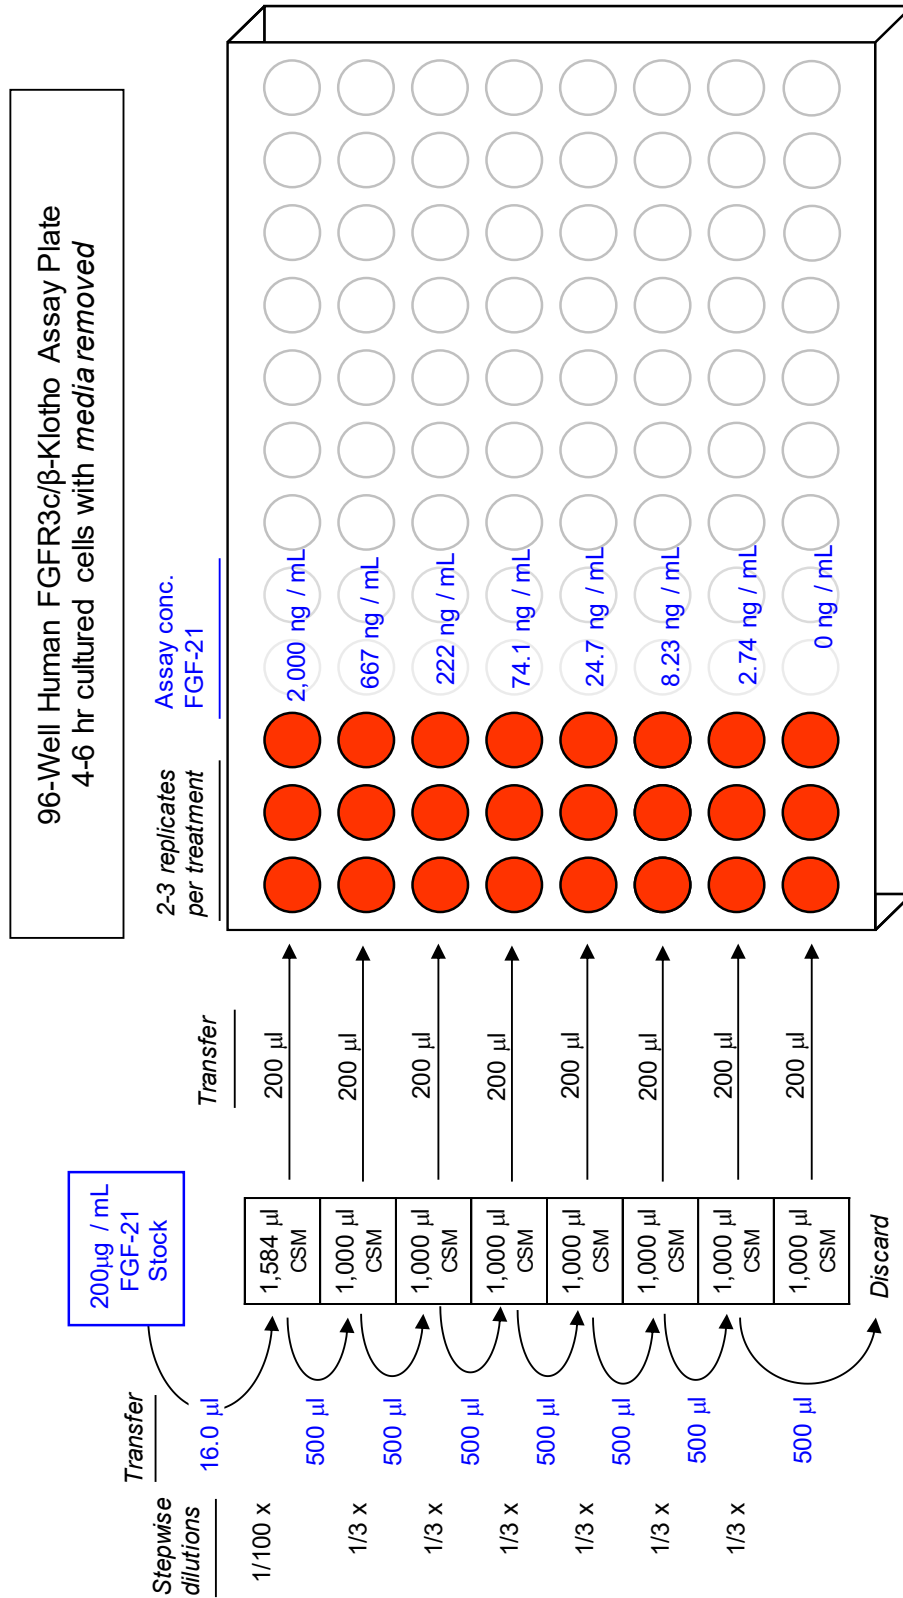 96-Well Human FGFR3c/β-Klotho Assay Plate
4-6 hr cultured cells with media removed
Stepwise
dilutions
Transfer
200µg / mL
FGF-21
Stock
Transfer
2-3 replicates
per treatment
Assay conc.
FGF-21
1/100 x
16.0 µl
1,584 µl
CSM
200 µl
2,000 ng / mL
1/3 x
500 µl
1,000 µl
CSM
200 µl
667 ng / mL
1/3 x
500 µl
1,000 µl
CSM
200 µl
222 ng / mL
1/3 x
500 µl
1,000 µl
CSM
200 µl
74.1 ng / mL
1/3 x
500 µl
1,000 µl
CSM
200 µl
24.7 ng / mL
1/3 x
500 µl
1,000 µl
CSM
200 µl
8.23 ng / mL
1/3 x
500 µl
1,000 µl
CSM
200 µl
2.74 ng / mL
500 µl
1,000 µl
CSM
200 µl
0 ng / mL
Discard